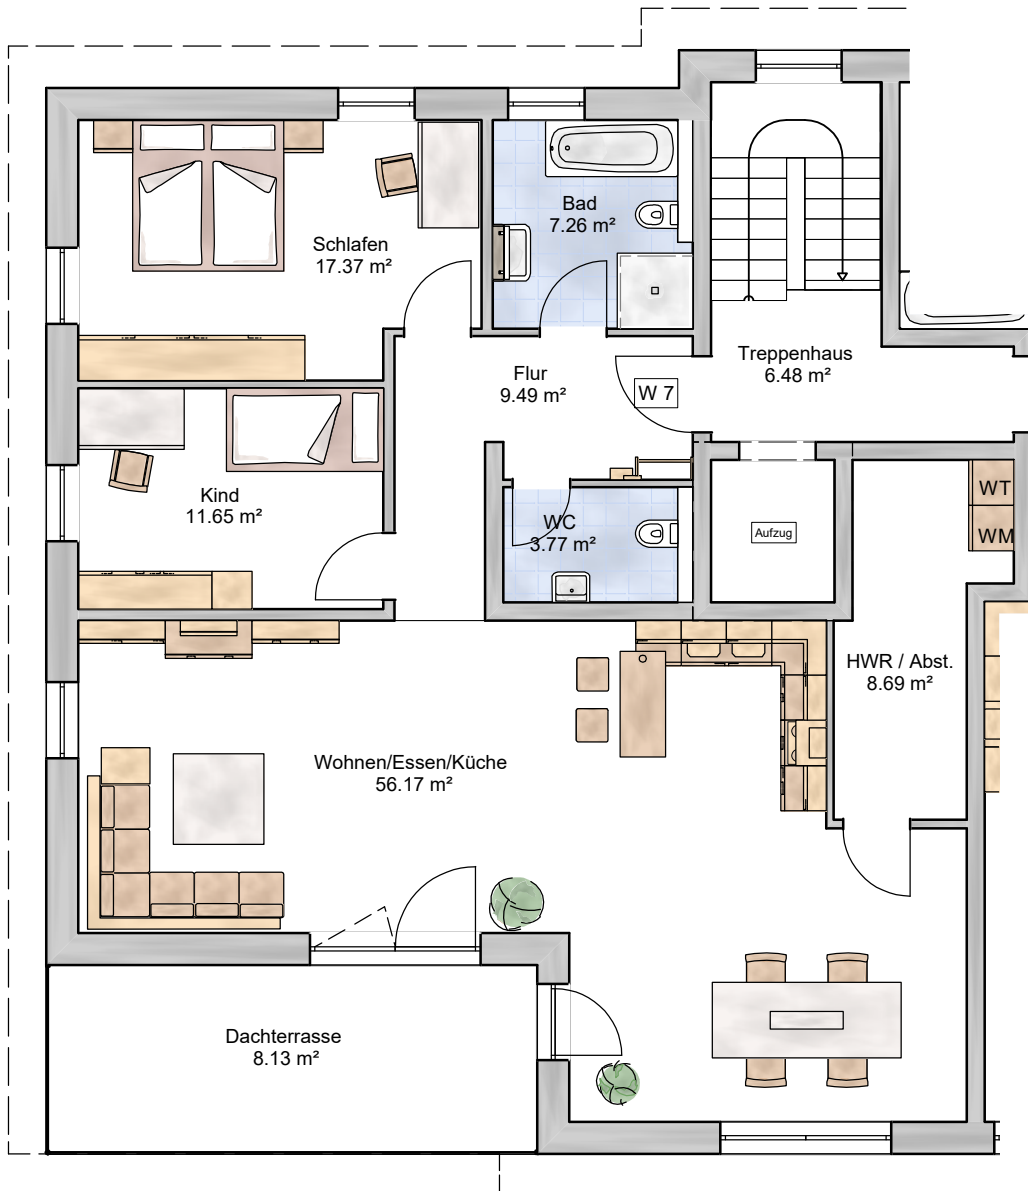 Bad
7.26 m²
Schlafen
17.37 m²
Treppenhaus
6.48 m²
Flur
9.49 m²
W 7
Kind
11.65 m²
WT
WM
WC
3.77 m²
Aufzug
HWR / Abst.
8.69 m²
Wohnen/Essen/Küche
56.17 m²
Dachterrasse
8.13 m²